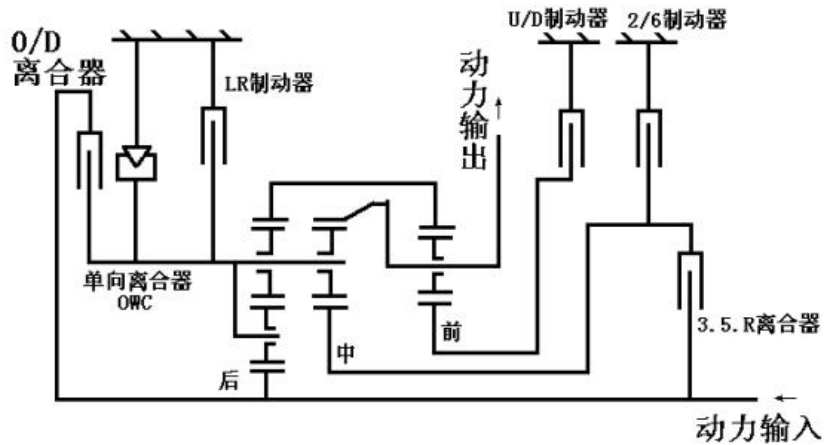 O/D
离合器
LR制动器
U/D制动器
2/6制动器
动力输出
单向离合器
OWC
后
中
前
3.5.R离合器
动力输入